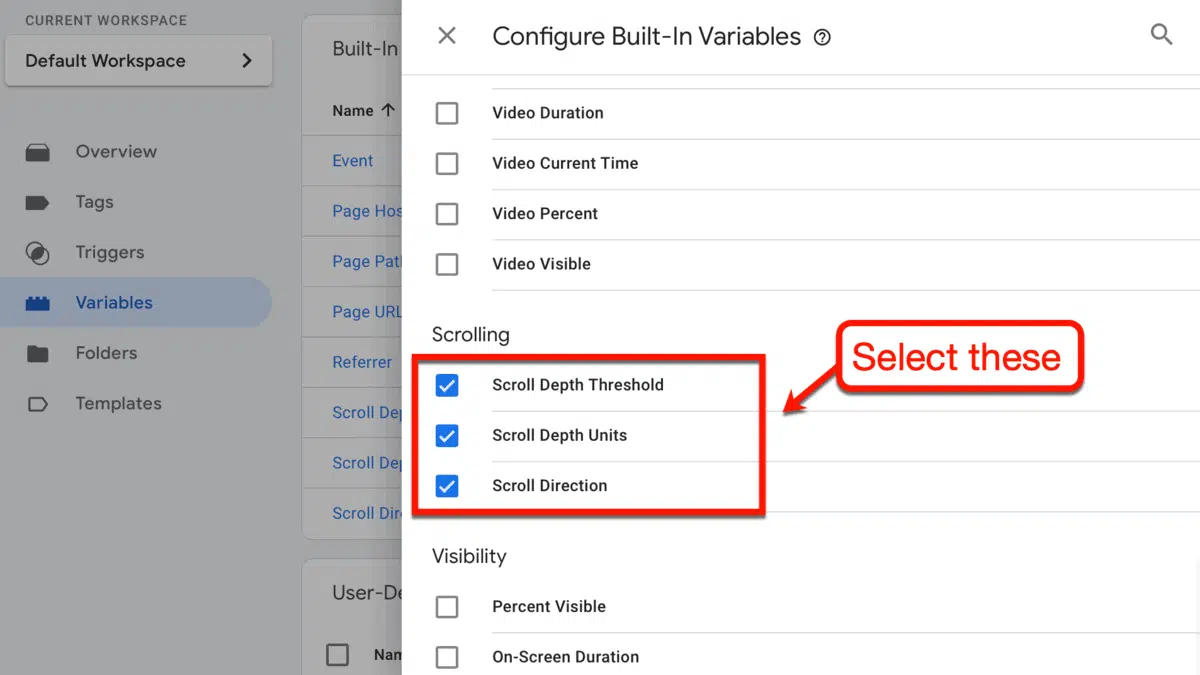 CURRENT WORKSPACE
Default Workspace
Overview
Tags
Triggers
Variables
Folders
Templates
Built-In
Name
Event
Page Hos
Page Pat
Page URL
Referrer
Scroll De
Scroll De
Scroll Dir
User-De
Nam
Configure Built-In Variables
Video Duration
Video Current Time
Video Percent
Video Visible
Scrolling
Scroll Depth Threshold
Scroll Depth Units
Scroll Direction
Select these
Visibility
Percent Visible
On-Screen Duration